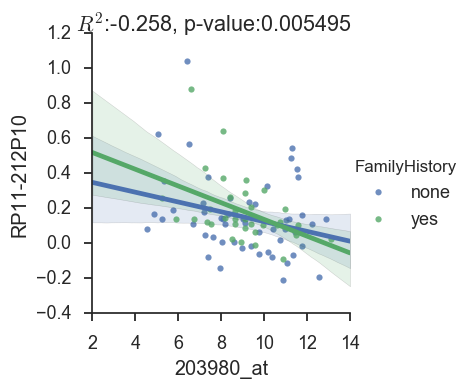 R²:-0.258, p-value:0.005495
1.2
1.0
0.8
0.6
0.4
0.2
0.0
−0.2
−0.4
RP11-212P10
2 4 6 8 10 12 14
203980_at
FamilyHistory
none
yes